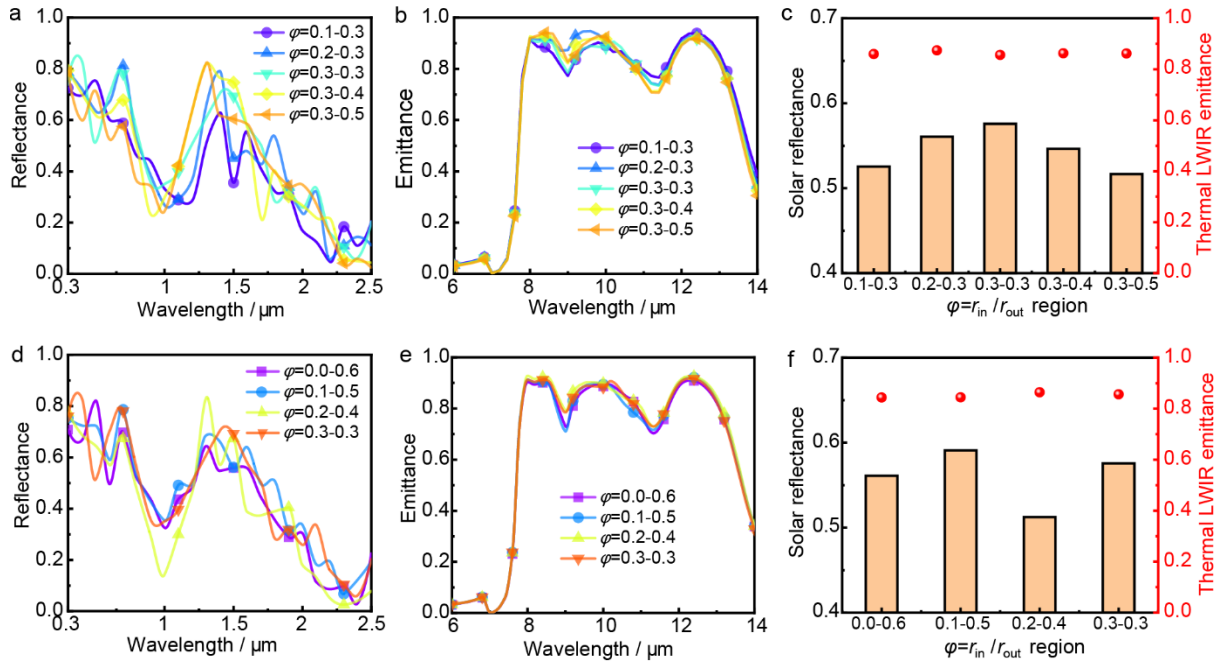 a
φ=0.1-0.3
φ=0.2-0.3
φ=0.3-0.3
φ=0.3-0.4
φ=0.3-0.5
1.0
0.8
0.6
0.4
0.2
0.0
Reflectance
0.3
1
1.5
2
2.5
Wavelength / μm
b
φ=0.1-0.3
φ=0.2-0.3
φ=0.3-0.3
φ=0.3-0.4
φ=0.3-0.5
1.0
0.8
0.6
0.4
0.2
0.0
Emittance
6
8
10
12
14
Wavelength / μm
c
0.7
0.6
0.5
0.4
Solar reflectance
1.0
0.8
0.6
0.4
0.2
0.0
Thermal LWIR emittance
0.1-0.3
0.2-0.3
0.3-0.3
0.3-0.4
0.3-0.5
φ=rin /rout region
d
φ=0.0-0.6
φ=0.1-0.5
φ=0.2-0.4
φ=0.3-0.3
1.0
0.8
0.6
0.4
0.2
0.0
Reflectance
0.3
1
1.5
2
2.5
Wavelength / μm
e
φ=0.0-0.6
φ=0.1-0.5
φ=0.2-0.4
φ=0.3-0.3
1.0
0.8
0.6
0.4
0.2
0.0
Emittance
6
8
10
12
14
Wavelength / μm
f
0.7
0.6
0.5
0.4
Solar reflectance
1.0
0.8
0.6
0.4
0.2
0.0
Thermal LWIR emittance
0.0-0.6
0.1-0.5
0.2-0.4
0.3-0.3
φ=rin /rout region